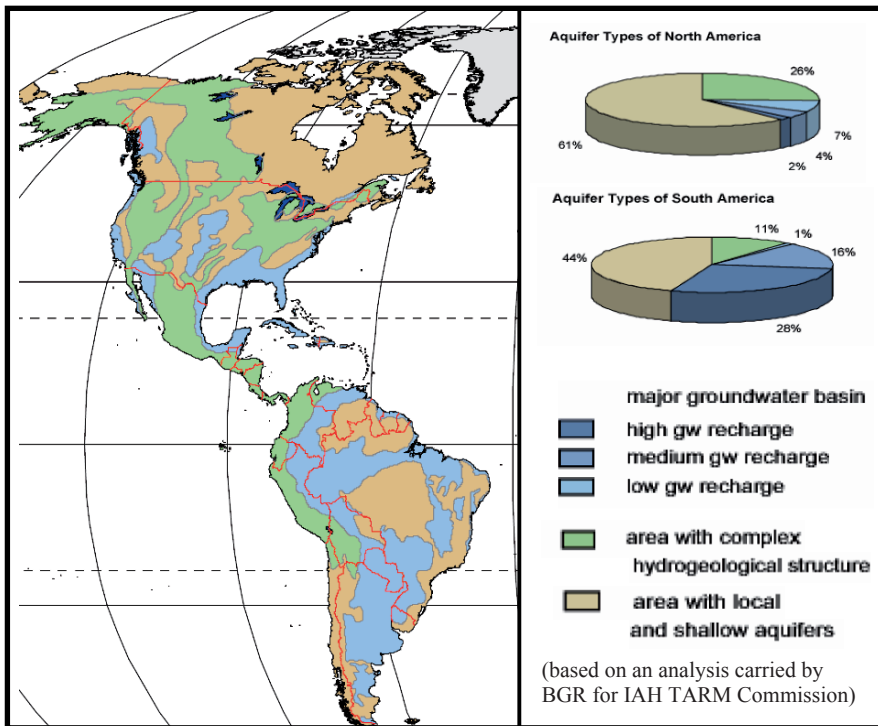 Aquifer Types of North America
26%
61%
7%
4%
2%
Aquifer Types of South America
11%
1%
44%
16%
28%
major groundwater basin
high gw recharge
medium gw recharge
low gw recharge
area with complex
hydrogeological structure
area with local
and shallow aquifers
(based on an analysis carried by
BGR for IAH TARM Commission)